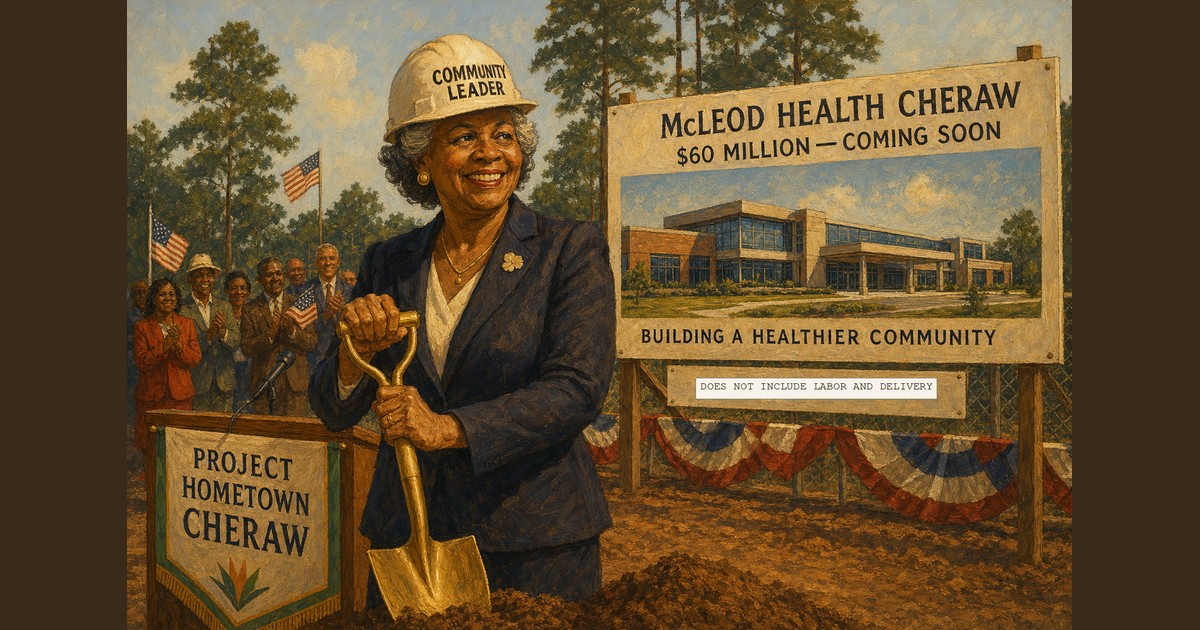 COMMUNITY
LEADER
McLEOD HEALTH CHERAW
$60 MILLION — COMING SOON
BUILDING A HEALTHIER COMMUNITY
DOES NOT INCLUDE LABOR AND DELIVERY
PROJECT
HOMETOWN
CHERAW